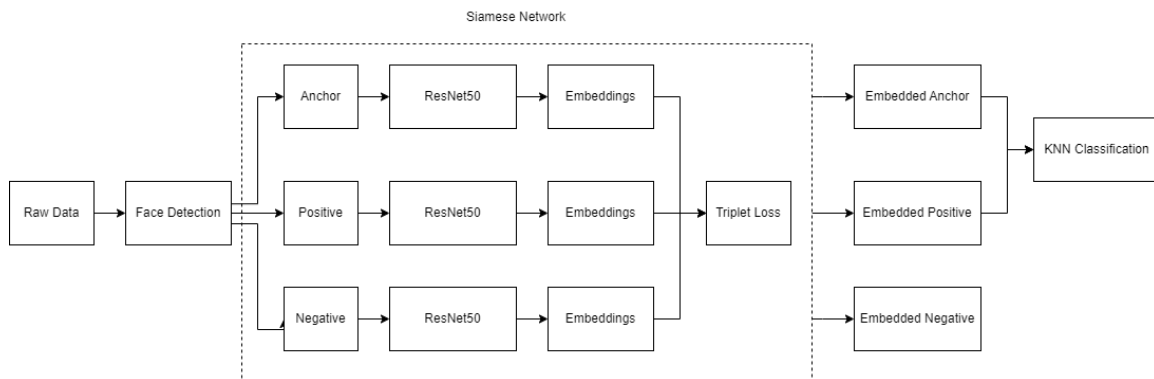 Siamese Network
Anchor
ResNet50
Embeddings
Embedded Anchor
KNN Classification
Raw Data
Face Detection
Positive
ResNet50
Embeddings
Triplet Loss
Embedded Positive
Negative
ResNet50
Embeddings
Embedded Negative